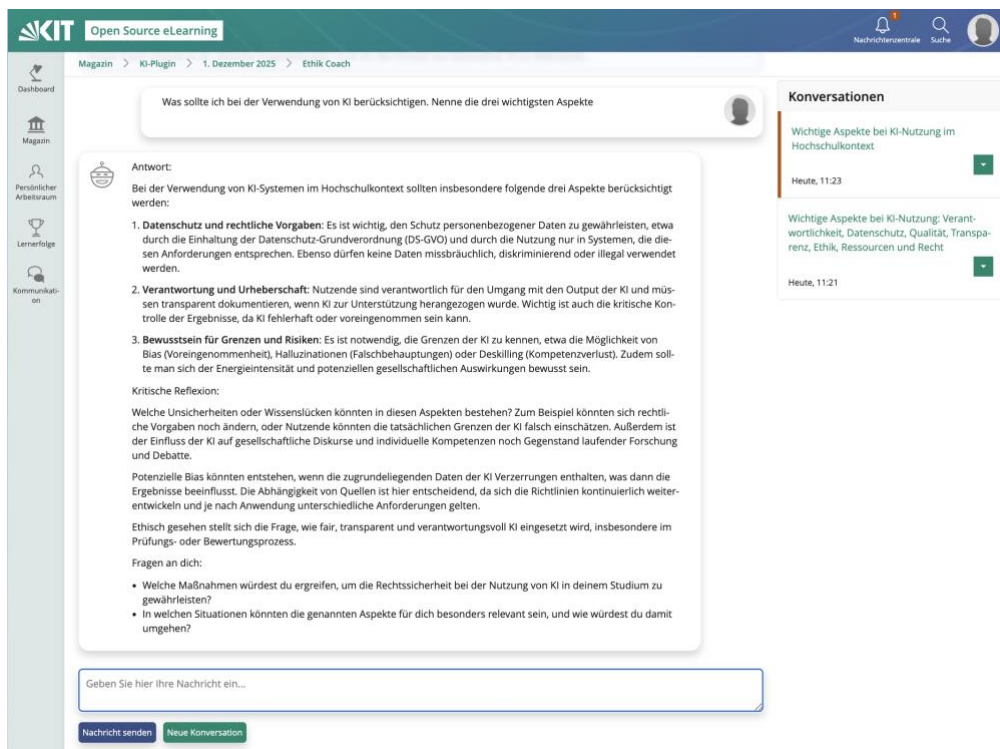 KIT
Open Source eLearning
1
Nachrichtenzentrale
Suche
Dashboard
Magazin
Persönlicher
Arbeitsraum
Lernerfolge
Kommunikati-
on
Magazin > KI-Plugin > 1. Dezember 2025 > Ethik Coach
Was sollte ich bei der Verwendung von KI berücksichtigen. Nenne die drei wichtigsten Aspekte
Antwort:
Bei der Verwendung von KI-Systemen im Hochschulkontext sollten insbesondere folgende drei Aspekte berücksichtigt
werden:
1. Datenschutz und rechtliche Vorgaben: Es ist wichtig, den Schutz personenbezogener Daten zu gewährleisten, etwa
durch die Einhaltung der Datenschutz-Grundverordnung (DS-GVO) und durch die Nutzung nur in Systemen, die die-
sen Anforderungen entsprechen. Ebenso dürfen keine Daten missbräuchlich, diskriminierend oder illegal verwendet
werden.
2. Verantwortung und Urheberschaft: Nutzende sind verantwortlich für den Umgang mit den Output der KI und müs-
sen transparent dokumentieren, wenn KI zur Unterstützung herangezogen wurde. Wichtig ist auch die kritische Kon-
trolle der Ergebnisse, da KI fehlerhaft oder voreingenommen sein kann.
3. Bewusstsein für Grenzen und Risiken: Es ist notwendig, die Grenzen der KI zu kennen, etwa die Möglichkeit von
Bias (Voreingenommenheit), Halluzinationen (Falschbehauptungen) oder Deskilling (Kompetenzverlust). Zudem soll-
te man sich der Energieintensität und potenziellen gesellschaftlichen Auswirkungen bewusst sein.
Kritische Reflexion:
Welche Unsicherheiten oder Wissenslücken könnten in diesen Aspekten bestehen? Zum Beispiel könnten sich rechtli-
che Vorgaben noch ändern, oder Nutzende könnten die tatsächlichen Grenzen der KI falsch einschätzen. Außerdem ist
der Einfluss der KI auf gesellschaftliche Diskurse und individuelle Kompetenzen noch Gegenstand laufender Forschung
und Debatte.
Potenzielle Bias könnten entstehen, wenn die zugrundeliegenden Daten der KI Verzerrungen enthalten, was dann die
Ergebnisse beeinflusst. Die Abhängigkeit von Quellen ist hier entscheidend, da sich die Richtlinien kontinuierlich weiter-
entwickeln und je nach Anwendung unterschiedliche Anforderungen gelten.
Ethisch gesehen stellt sich die Frage, wie fair, transparent und verantwortungsvoll KI eingesetzt wird, insbesondere im
Prüfungs- oder Bewertungsprozess.
Fragen an dich:
• Welche Maßnahmen würdest du ergreifen, um die Rechtssicherheit bei der Nutzung von KI in deinem Studium zu
gewährleisten?
• In welchen Situationen könnten die genannten Aspekte für dich besonders relevant sein, und wie würdest du damit
umgehen?
Geben Sie hier Ihre Nachricht ein...
Nachricht senden
Neue Konversation
Konversationen
Wichtige Aspekte bei KI-Nutzung im
Hochschulkontext
Heute, 11:23
Wichtige Aspekte bei KI-Nutzung: Verant-
wortlichkeit, Datenschutz, Qualität, Transpa-
renz, Ethik, Ressourcen und Recht
Heute, 11:21